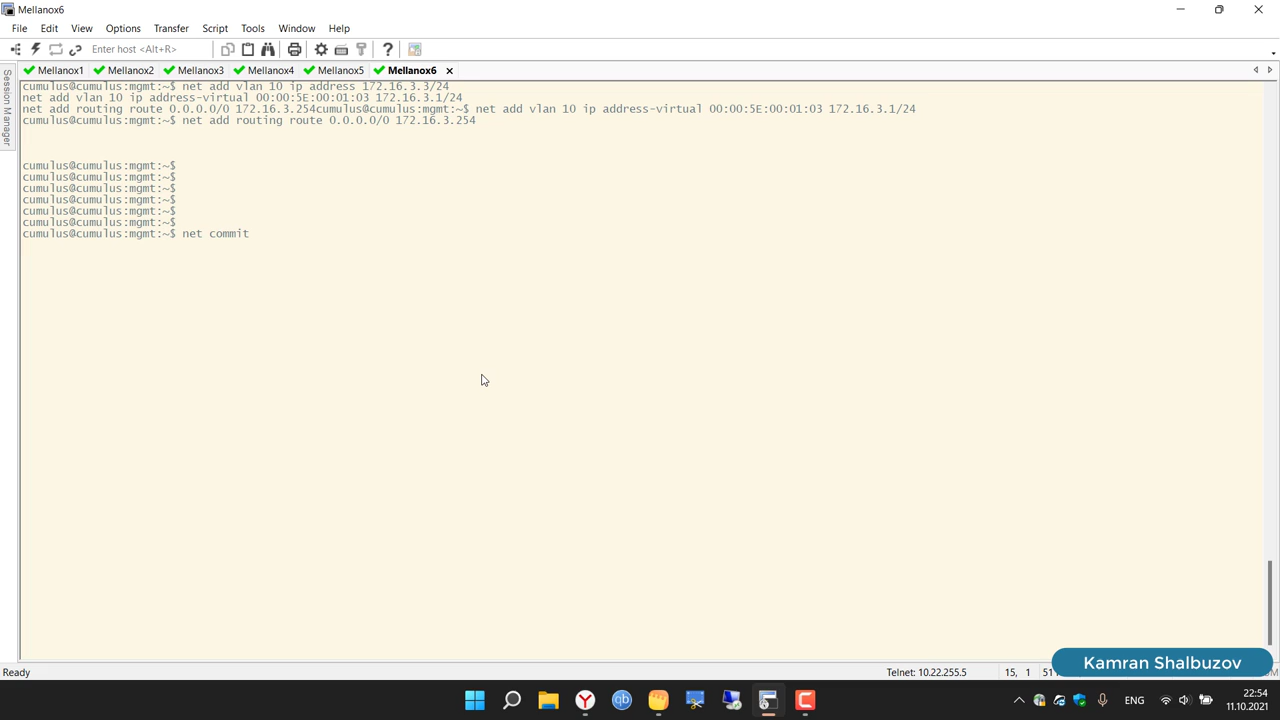 Mellanox6
File Edit View Options Transfer Script Tools Window Help
Enter host <Alt+R>
Session Manager
Mellanox1 Mellanox2 Mellanox3 Mellanox4 Mellanox5 Mellanox6
cumulus@cumulus:mgmt:~$ net add vlan 10 ip address 172.16.3.3/24
net add vlan 10 ip address-virtual 00:00:5E:00:01:03 172.16.3.1/24
net add routing route 0.0.0.0/0 172.16.3.254cumulus@cumulus:mgmt:~$ net add vlan 10 ip address-virtual 00:00:5E:00:01:03 172.16.3.1/24
cumulus@cumulus:mgmt:~$ net add routing route 0.0.0.0/0 172.16.3.254
cumulus@cumulus:mgmt:~$
cumulus@cumulus:mgmt:~$
cumulus@cumulus:mgmt:~$
cumulus@cumulus:mgmt:~$
cumulus@cumulus:mgmt:~$
cumulus@cumulus:mgmt:~$
cumulus@cumulus:mgmt:~$ net commit
Kamran Shalbuzov
Ready Telnet: 10.22.255.5 15, 1
ENG 22:54
11.10.2021